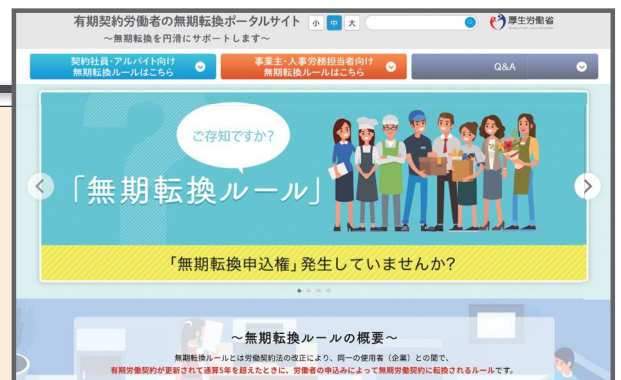 有期契約労働者の無期転換ポータルサイト
小 中 大
厚生労働省
～無期転換を円滑にサポートします～
契約社員・アルバイト向け
無期転換ルールはこちら
事業主・人事労務担当者向け
無期転換ルールはこちら
Q&A
ご存知ですか？
「無期転換ルール」
「無期転換申込権」発生していませんか？
～無期転換ルールの概要～
無期転換ルールとは労働契約法の改正により、同一の使用者（企業）との間で、
有期労働契約が更新されて通算5年を超えたときに、労働者の申込みによって無期労働契約に転換されるルールです。